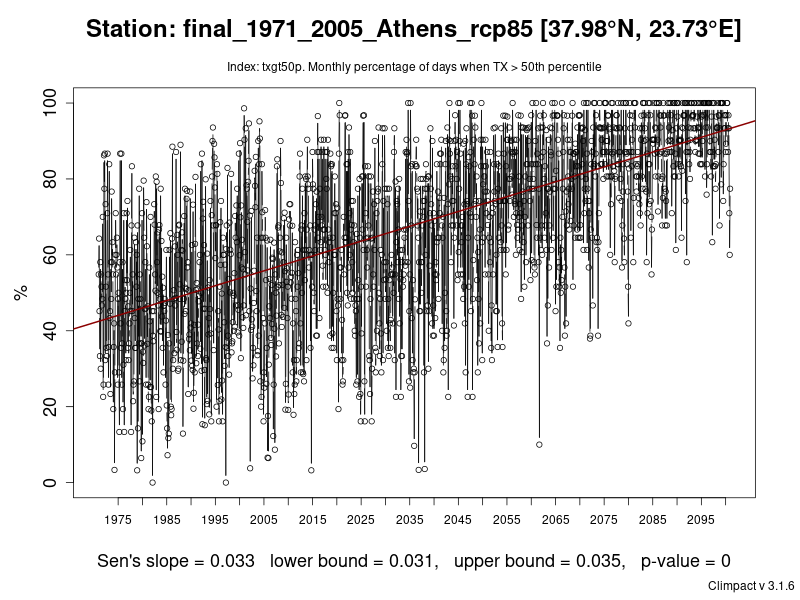 Station: final_1971_2005_Athens_rcp85 [37.98°N, 23.73°E]
Index: txgt50p. Monthly percentage of days when TX > 50th percentile
100
80
60
40
20
0
%
1975 1985 1995 2005 2015 2025 2035 2045 2055 2065 2075 2085 2095
Sen's slope = 0.033 lower bound = 0.031, upper bound = 0.035, p-value = 0
Climpact v 3.1.6